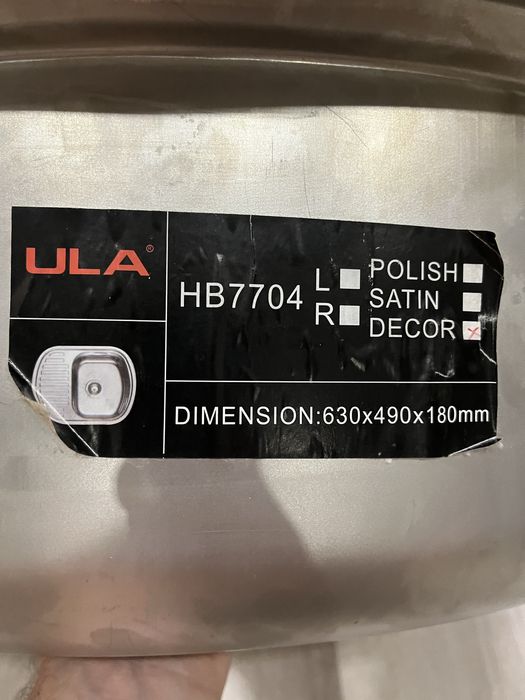 ULA®
HB7704
L
R
POLISH
SATIN
DECOR
DIMENSION:630x490x180mm